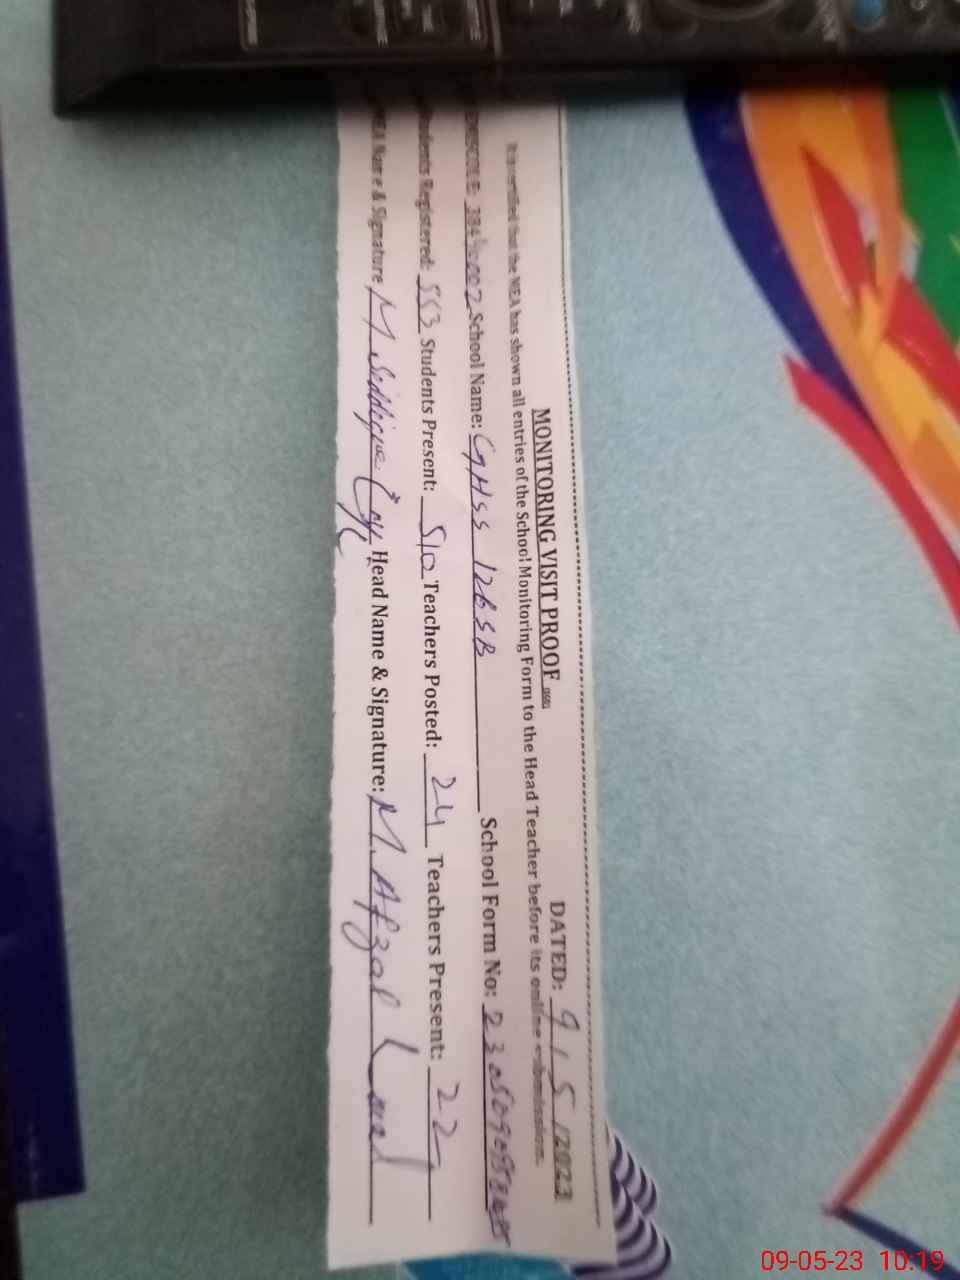 MONITORING VISIT PROOF
DATED: 9/5/2023
It is certified that the MEA has shown all entries of the School Monitoring Form to the Head Teacher before its online submission.
School Name: GHSS 126 SB School Form No:
Students Registered: 553 Students Present: 510 Teachers Posted: 24 Teachers Present: 22
MEA Name & Signature M Siddique Head Name & Signature: M. Afzal
09-05-23 10:19